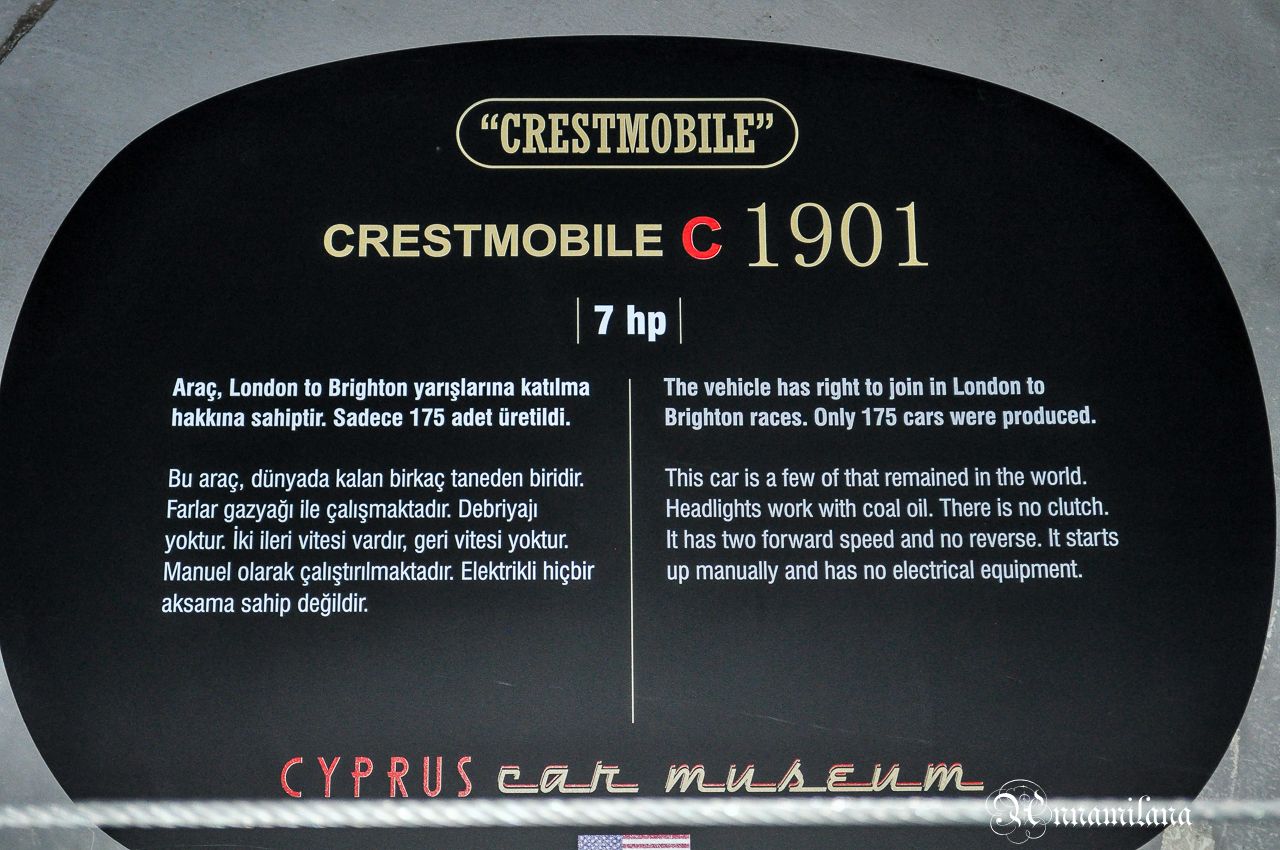 “CRESTMOBILE”
CRESTMOBILE C 1901
7 hp
Araç, London to Brighton yarışlarına katılma
hakkına sahiptir. Sadece 175 adet üretildi.
Bu araç, dünyada kalan birkaç taneden biridir.
Farlar gazyağı ile çalışmaktadır. Debriyajı
yoktur. İki ileri vitesi vardır, geri vitesi yoktur.
Manuel olarak çalıştırılmaktadır. Elektrikli hiçbir
aksama sahip değildir.
The vehicle has right to join in London to
Brighton races. Only 175 cars were produced.
This car is a few of that remained in the world.
Headlights work with coal oil. There is no clutch.
It has two forward speed and no reverse. It starts
up manually and has no electrical equipment.
CYPRUS car museum
Annamilana